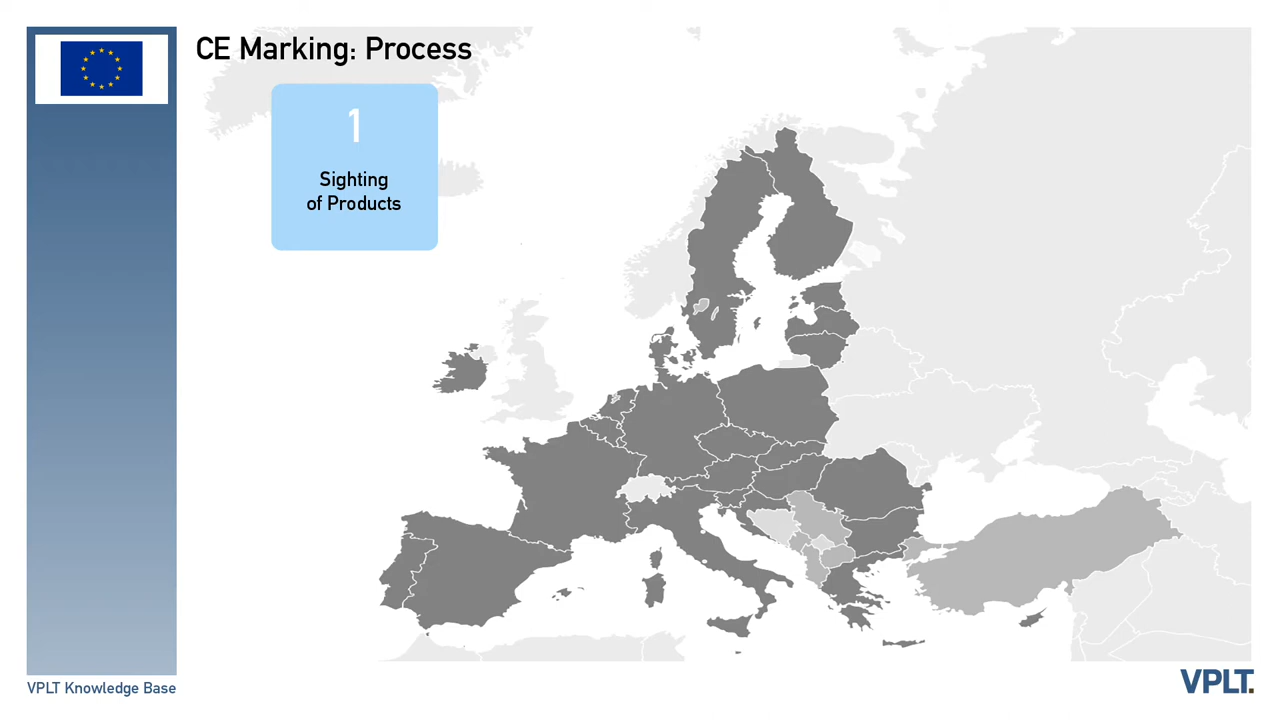 CE Marking: Process
1
Sighting
of Products
VPLT Knowledge Base
VPLT.